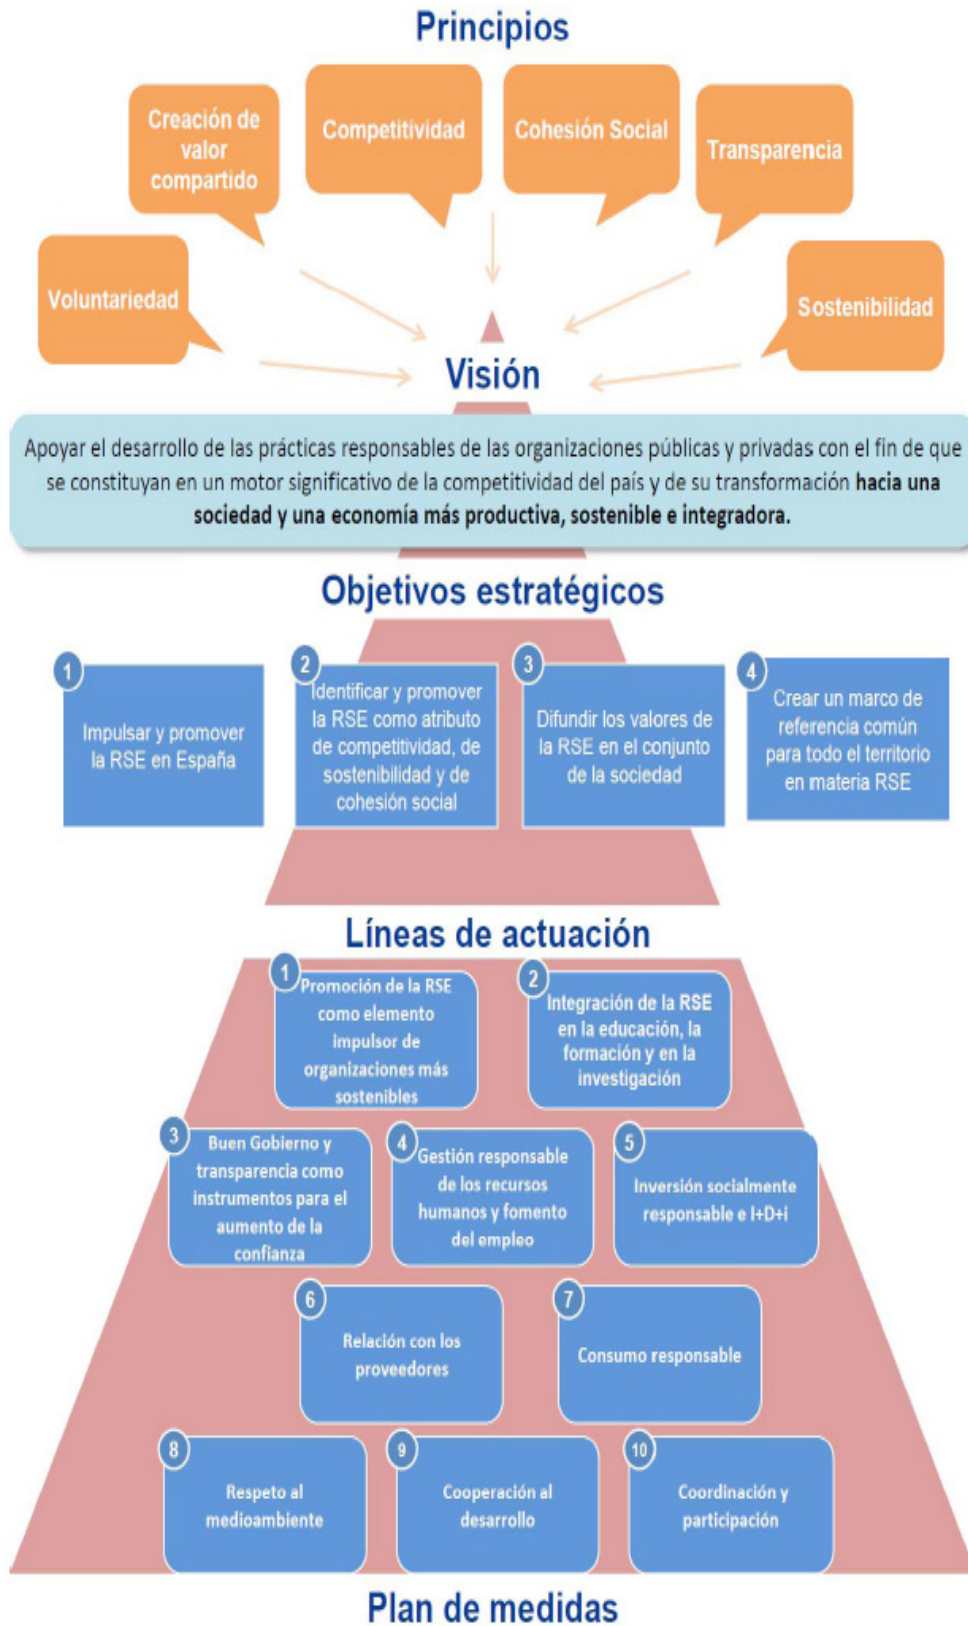 Principios
Creación de
valor
compartido
Competitividad
Cohesión Social
Transparencia
Voluntariedad
Sostenibilidad
Visión
Apoyar el desarrollo de las prácticas responsables de las organizaciones públicas y privadas con el fin de que
se constituyan en un motor significativo de la competitividad del país y de su transformación hacia una
sociedad y una economía más productiva, sostenible e integradora.
Objetivos estratégicos
1
Impulsar y promover
la RSE en España
2
Identificar y promover
la RSE como atributo
de competitividad, de
sostenibilidad y de
cohesión social
3
Difundir los valores de
la RSE en el conjunto
de la sociedad
4
Crear un marco de
referencia común
para todo el territorio
en materia RSE
Líneas de actuación
1
Promoción de la RSE
como elemento
impulsor de
organizaciones más
sostenibles
2
Integración de la RSE
en la educación, la
formación y en la
investigación
3
Buen Gobierno y
transparencia como
instrumentos para el
aumento de la
confianza
4
Gestión responsable
de los recursos
humanos y fomento
del empleo
5
Inversión socialmente
responsable e I+D+i
6
Relación con los
proveedores
7
Consumo responsable
8
Respeto al
medioambiente
9
Cooperación al
desarrollo
10
Coordinación y
participación
Plan de medidas